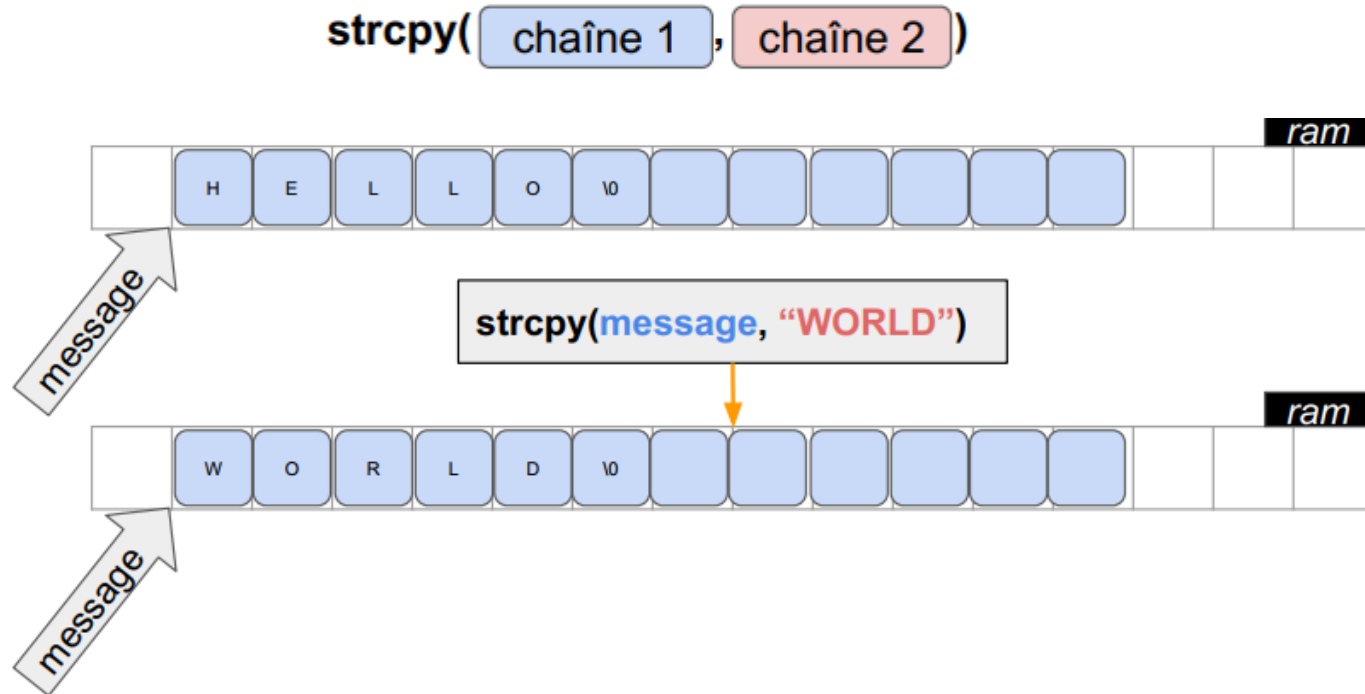 strcpy( chaîne 1 , chaîne 2 )
ram
H E L L O \0
message
strcpy(message, “WORLD”)
ram
W O R L D \0
message